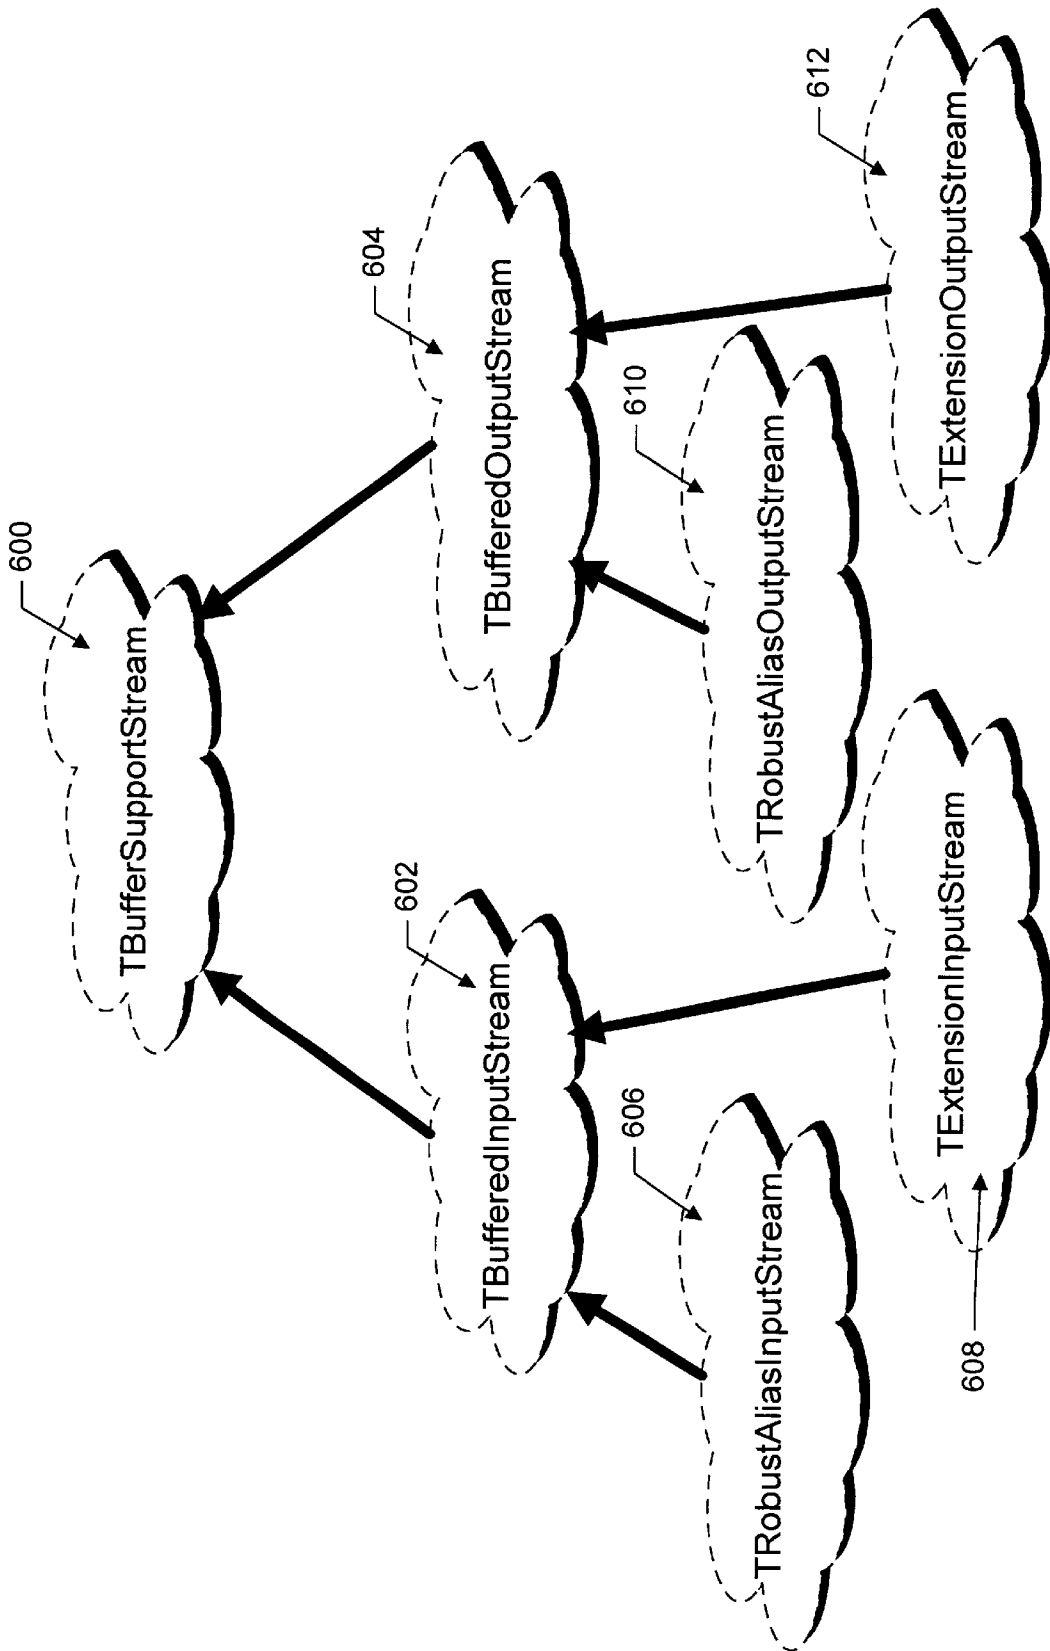 600
TBufferSupportStream
602
TBufferedInputStream
604
TBufferedOutputStream
606
TRobustAliasInputStream
610
TRobustAliasOutputStream
608
TExtensionInputStream
612
TExtensionOutputStream